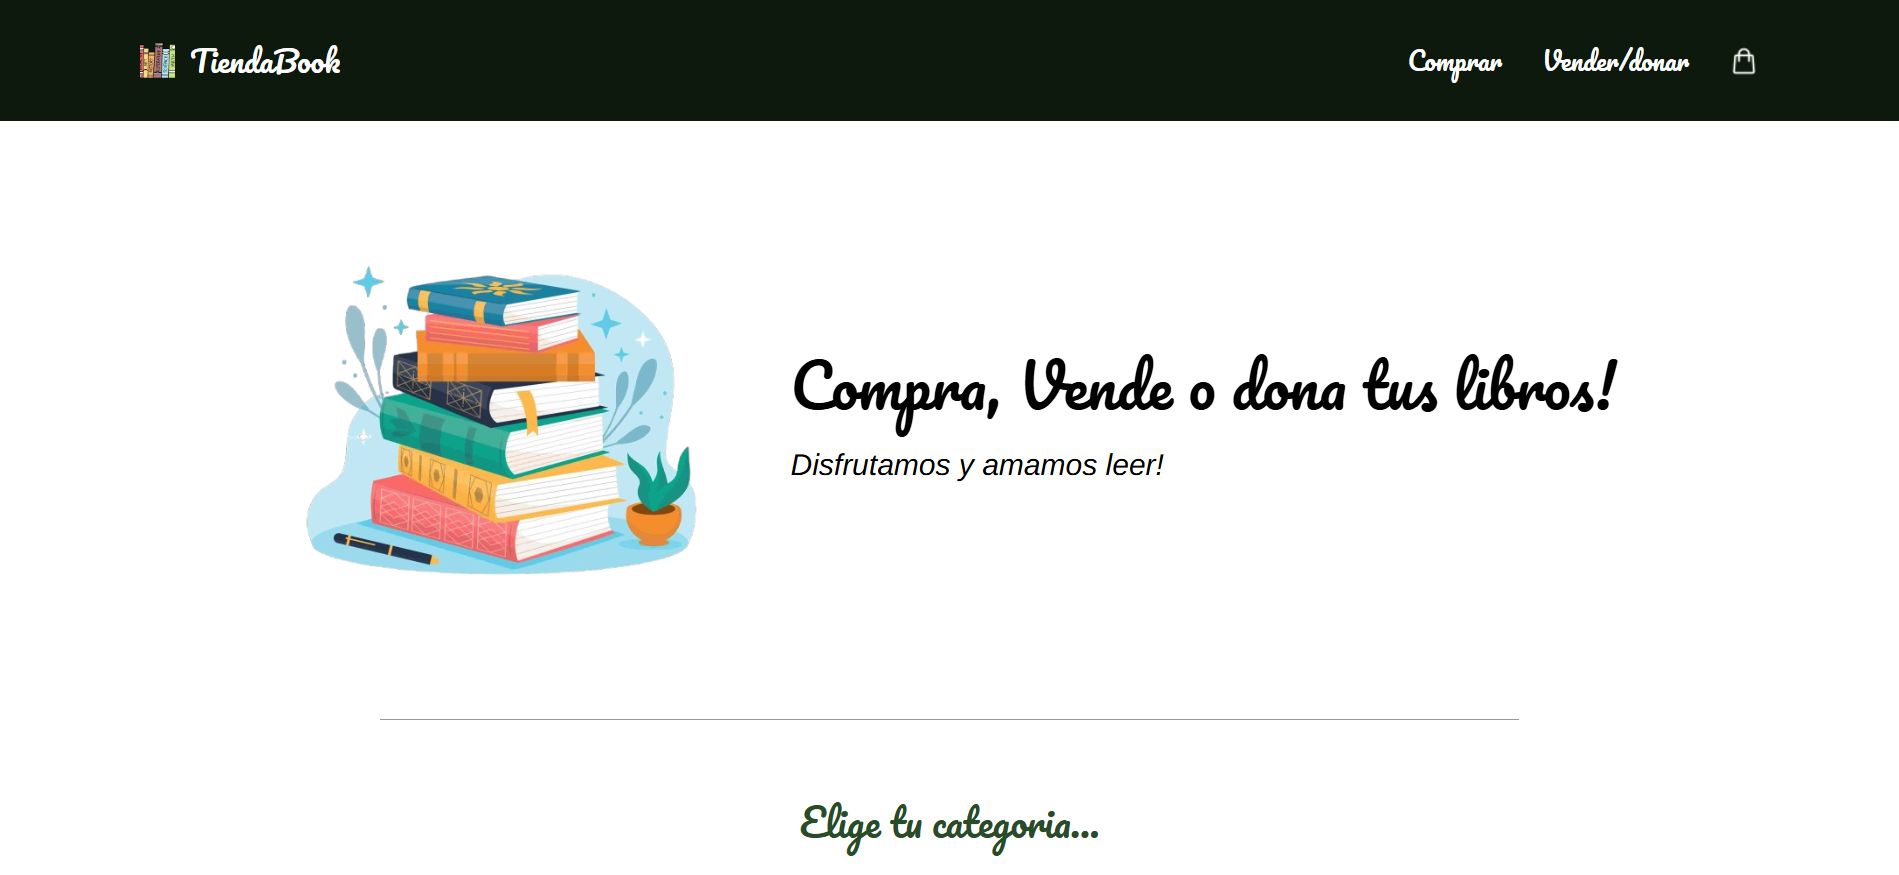 TiendaBook
Comprar
Vender/donar
Compra, Vende o dona tus libros!
Disfrutamos y amamos leer!
Elige tu categoria...